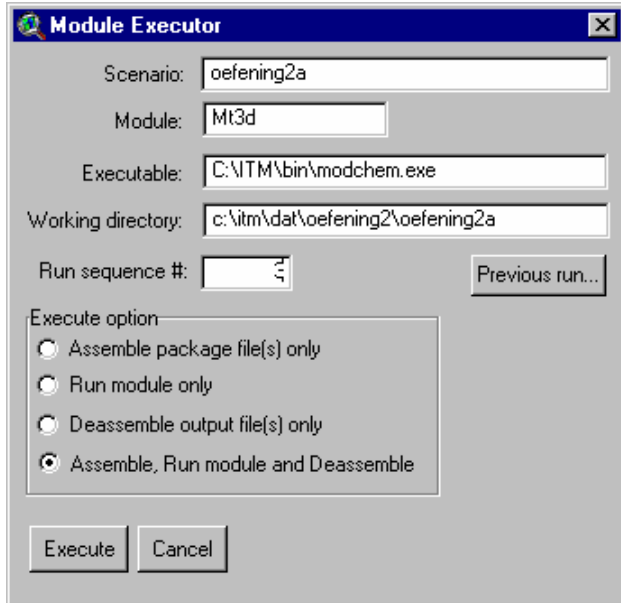 Module Executor
Scenario: oefening2a
Module: Mt3d
Executable: C:\ITM\bin\modchem.exe
Working directory: c:\itm\dat\oefening2\oefening2a
Run sequence #:
Previous run...
Execute option
Assemble package file(s) only
Run module only
Deassemble output file(s) only
Assemble, Run module and Deassemble
Execute Cancel